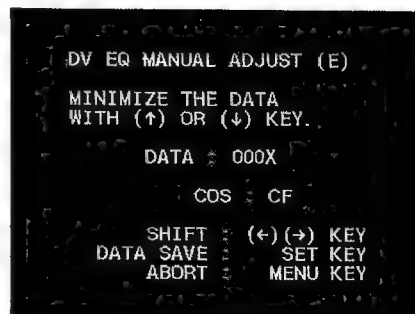 DV EQ MANUAL ADJUST (E)
MINIMIZE THE DATA
WITH (↑) OR (↓) KEY.
DATA : 000X
COS : CF
SHIFT : (←)(→) KEY
DATA SAVE : SET KEY
ABORT : MENU KEY